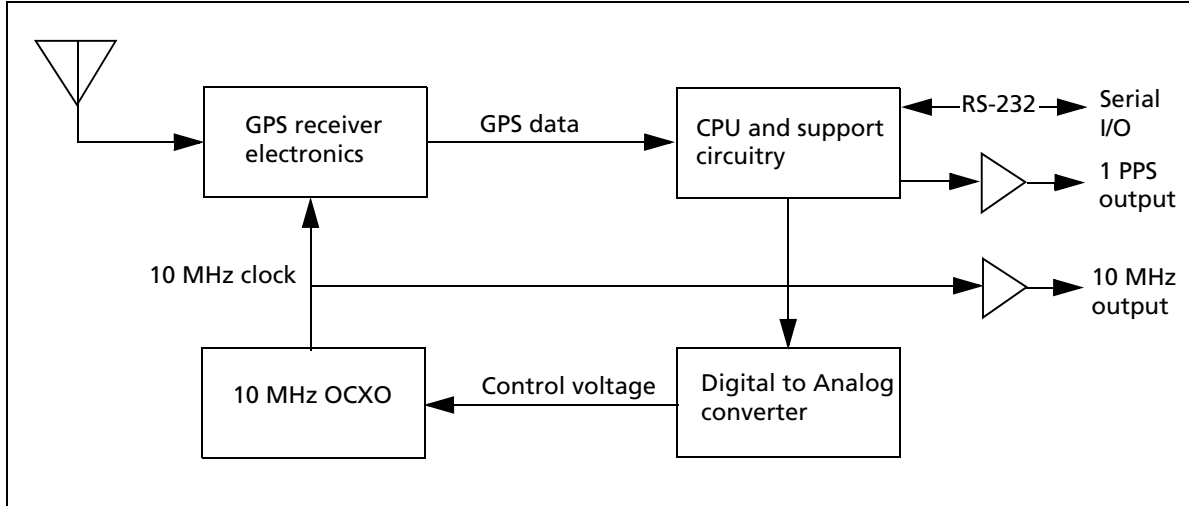 GPS receiver
electronics
GPS data
CPU and support
circuitry
RS-232
Serial
I/O
1 PPS
output
10 MHz clock
10 MHz
output
10 MHz OCXO
Control voltage
Digital to Analog
converter